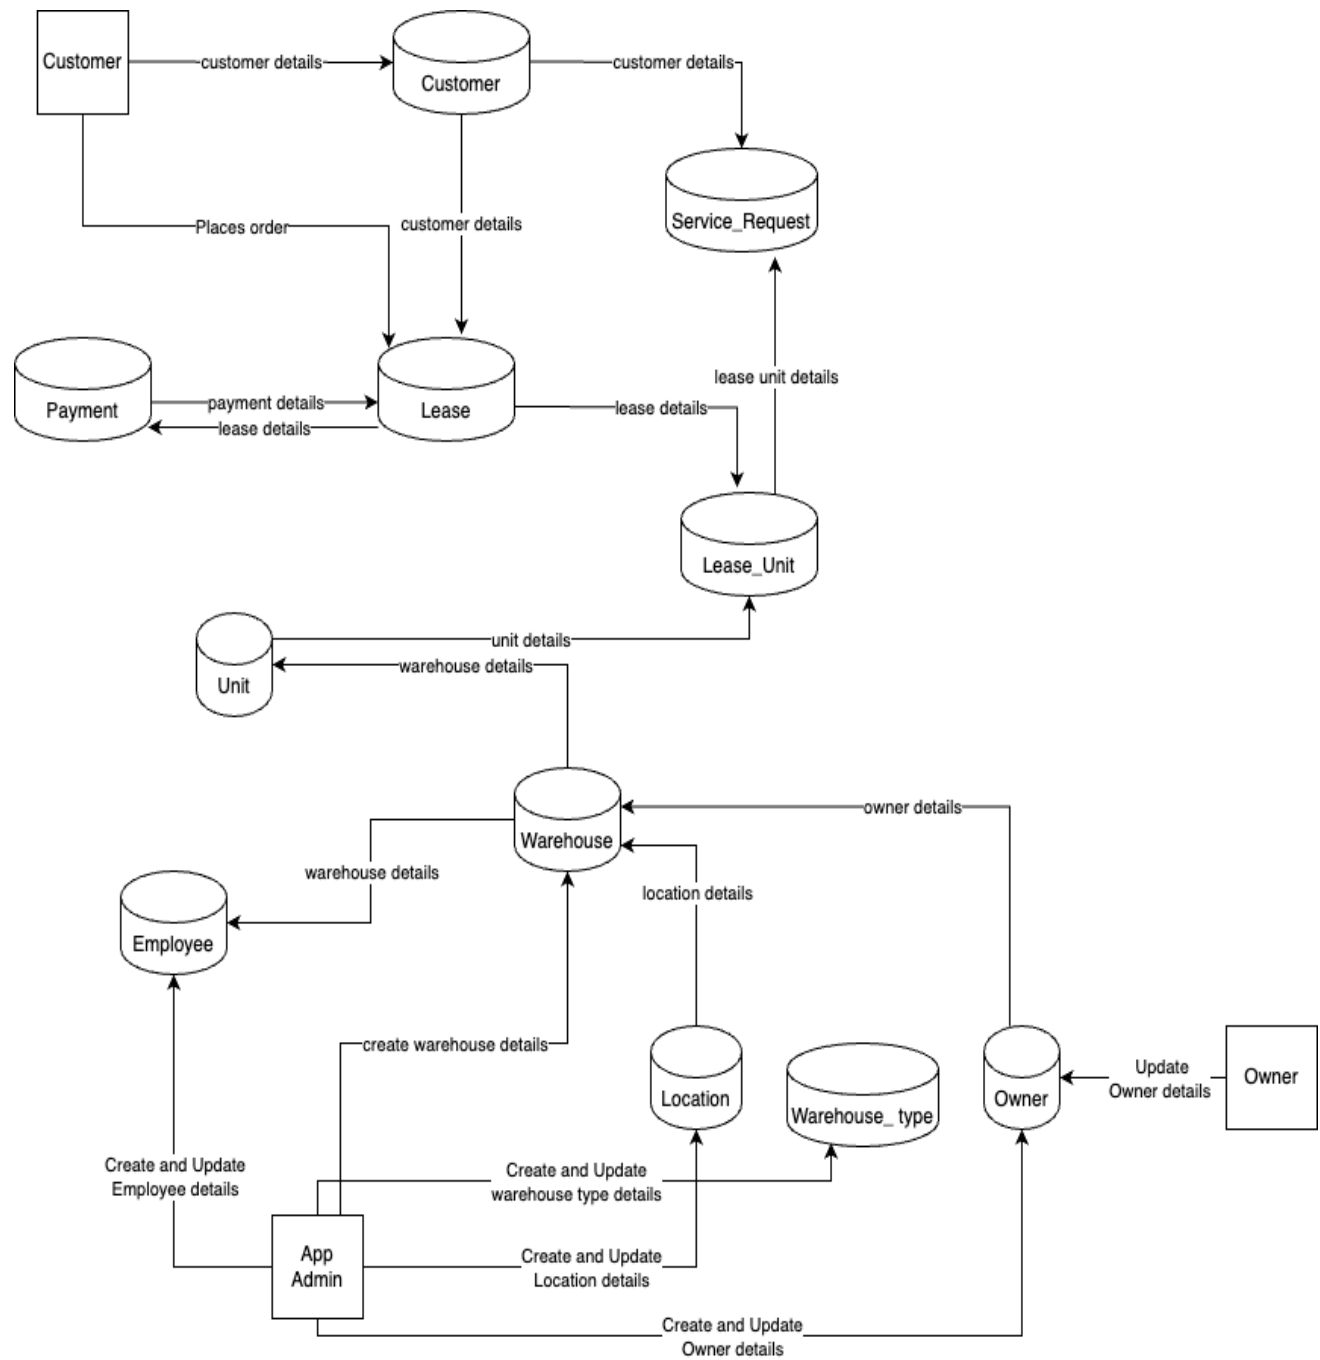 Customer
customer details
Customer
customer details
Service_Request
Places order
customer details
Payment
payment details
lease details
Lease
lease details
lease unit details
Lease_Unit
Unit
unit details
warehouse details
Warehouse
owner details
warehouse details
location details
Employee
create warehouse details
Location
Warehouse_ type
Owner
Update
Owner details
Owner
Create and Update
Employee details
Create and Update
warehouse type details
App
Admin
Create and Update
Location details
Create and Update
Owner details